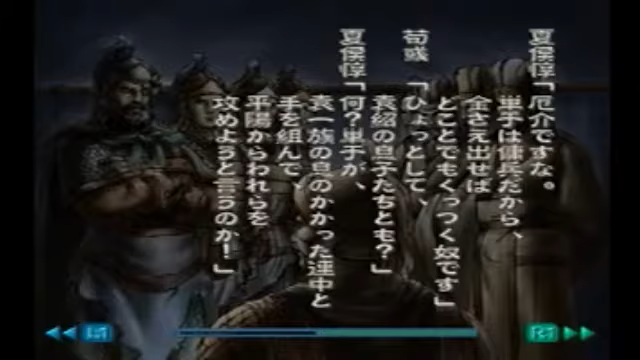 夏侯惇「厄介ですな。
単于は傭兵だから、
金さえ出せば
とことでもくっつく奴です」
荀彧　「ひょっとして、
袁紹の息子たちとも？」
夏侯惇「何？単于が、
袁一族の息のかかった連中と
手を組んで、
平陽からわれらを
攻めようと言うのか！」
L1
R1